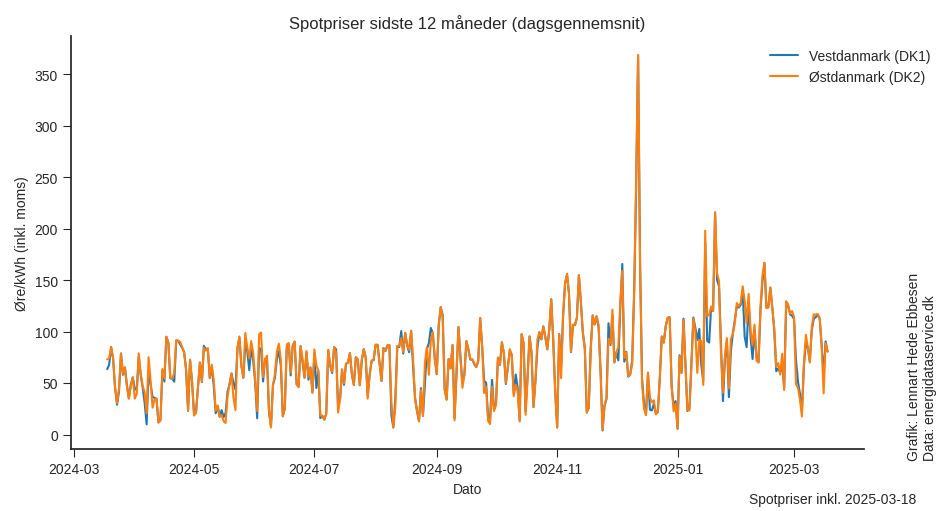 Spotpriser sidste 12 måneder (dagsgennemsnit)
Vestdanmark (DK1)
Østdanmark (DK2)
Øre/kWh (inkl. moms)
350
300
250
200
150
100
50
0
2024-03
2024-05
2024-07
2024-09
2024-11
2025-01
2025-03
Dato
Grafik: Lennart Hede Ebbesen
Data: energidataservice.dk
Spotpriser inkl. 2025-03-18